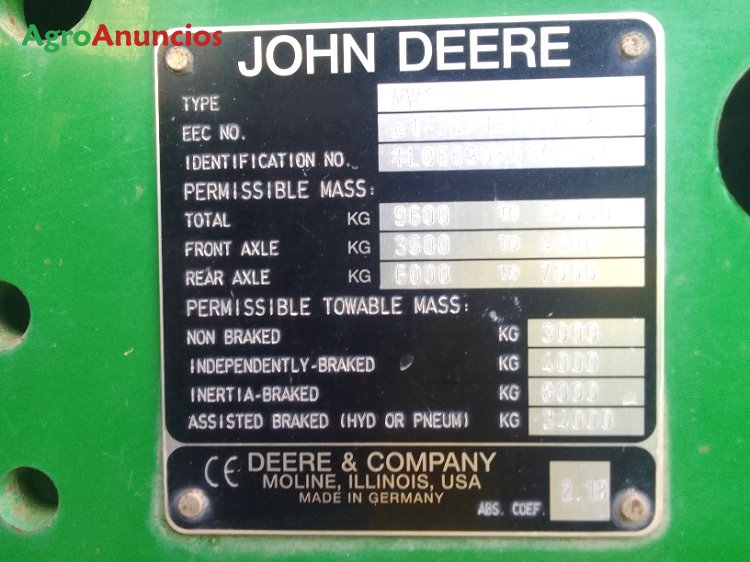 AgroAnuncios
JOHN DEERE
TYPE
EEC NO.
IDENTIFICATION NO.
PERMISSIBLE MASS:
TOTAL KG 9600 TO
FRONT AXLE KG 3800 TO
REAR AXLE KG 6000 TO
PERMISSIBLE TOWABLE MASS:
NON BRAKED KG 3000
INDEPENDENTLY-BRAKED KG 4000
INERTIA-BRAKED KG
ASSISTED BRAKED (HYD OR PNEUM) KG 34000
CE DEERE & COMPANY
MOLINE, ILLINOIS, USA
MADE IN GERMANY
ABS. COEF.